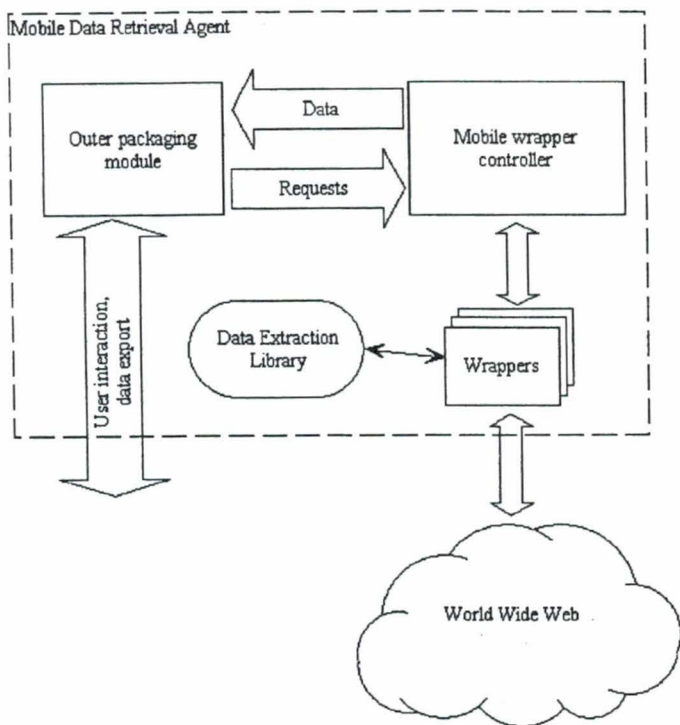 Mobile Data Retrieval Agent
Data
Outer packaging
module
Mobile wrapper
controller
Requests
User interaction,
data export
Data Extraction
Library
Wrappers
World Wide Web